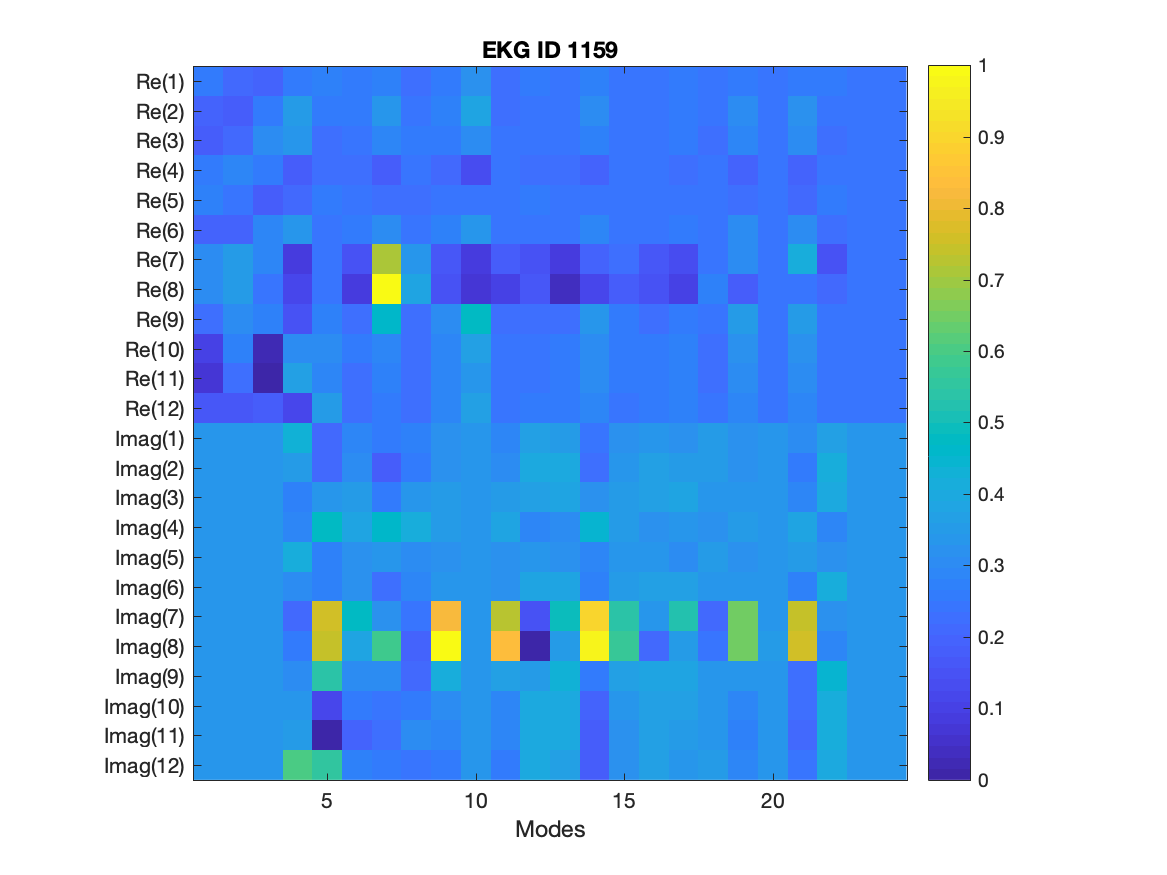 EKG ID 1159
Re(1)
Re(2)
Re(3)
Re(4)
Re(5)
Re(6)
Re(7)
Re(8)
Re(9)
Re(10)
Re(11)
Re(12)
Imag(1)
Imag(2)
Imag(3)
Imag(4)
Imag(5)
Imag(6)
Imag(7)
Imag(8)
Imag(9)
Imag(10)
Imag(11)
Imag(12)
5 10 15 20
Modes
1
0.9
0.8
0.7
0.6
0.5
0.4
0.3
0.2
0.1
0